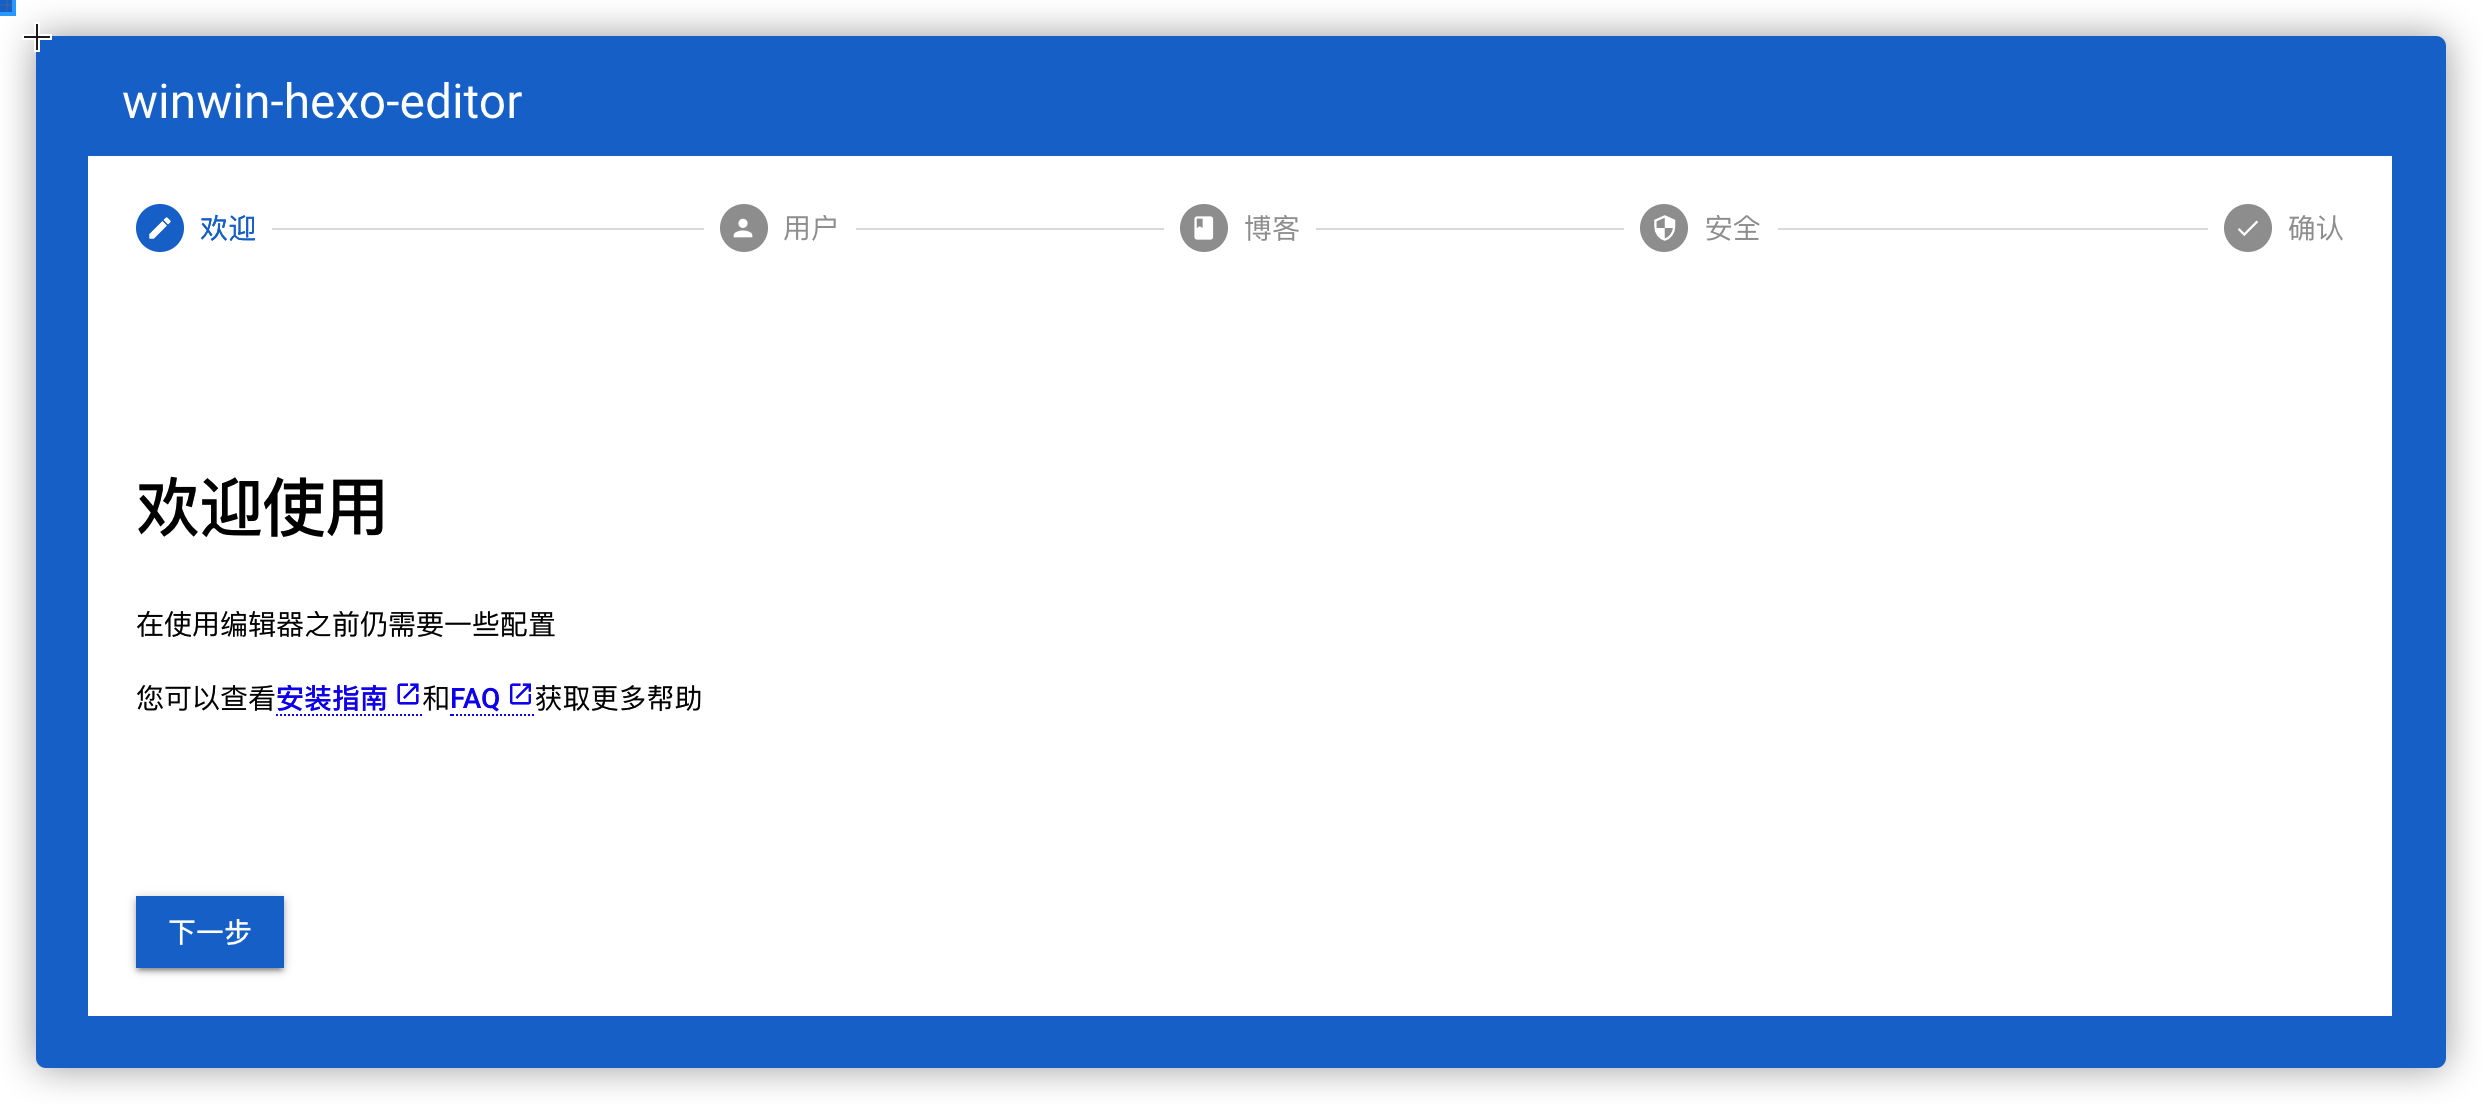 winwin-hexo-editor
欢迎 用户 博客 安全 确认
欢迎使用
在使用编辑器之前仍需要一些配置
您可以查看安装指南和FAQ获取更多帮助
下一步